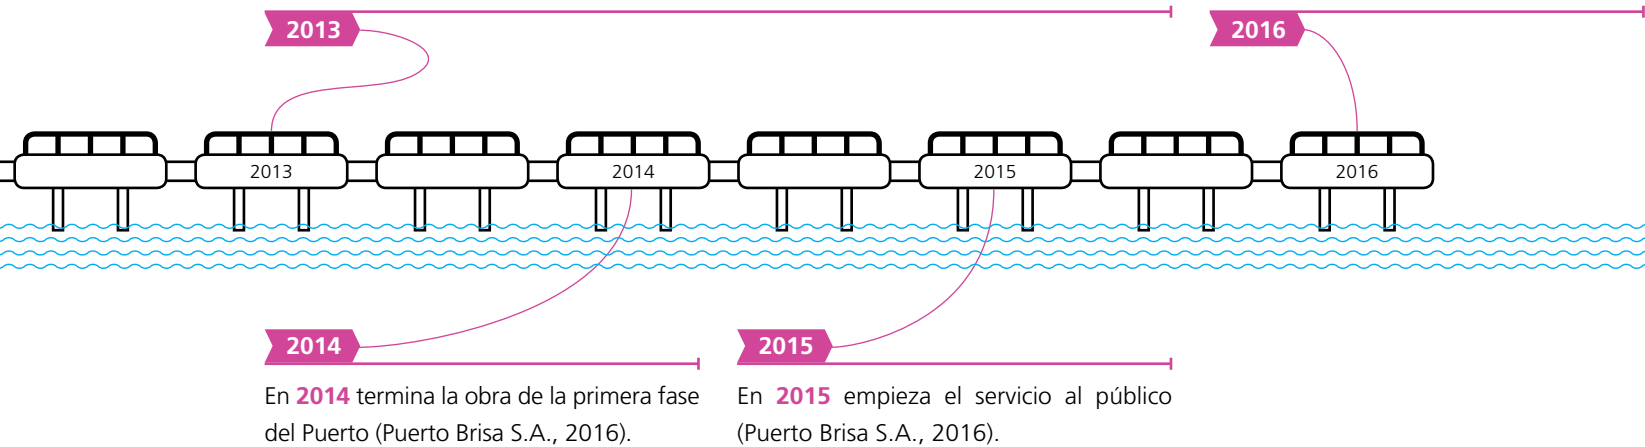 2013
2016
2013
2014
2015
2016
2014
En 2014 termina la obra de la primera fase
del Puerto (Puerto Brisa S.A., 2016).
2015
En 2015 empieza el servicio al público
(Puerto Brisa S.A., 2016).